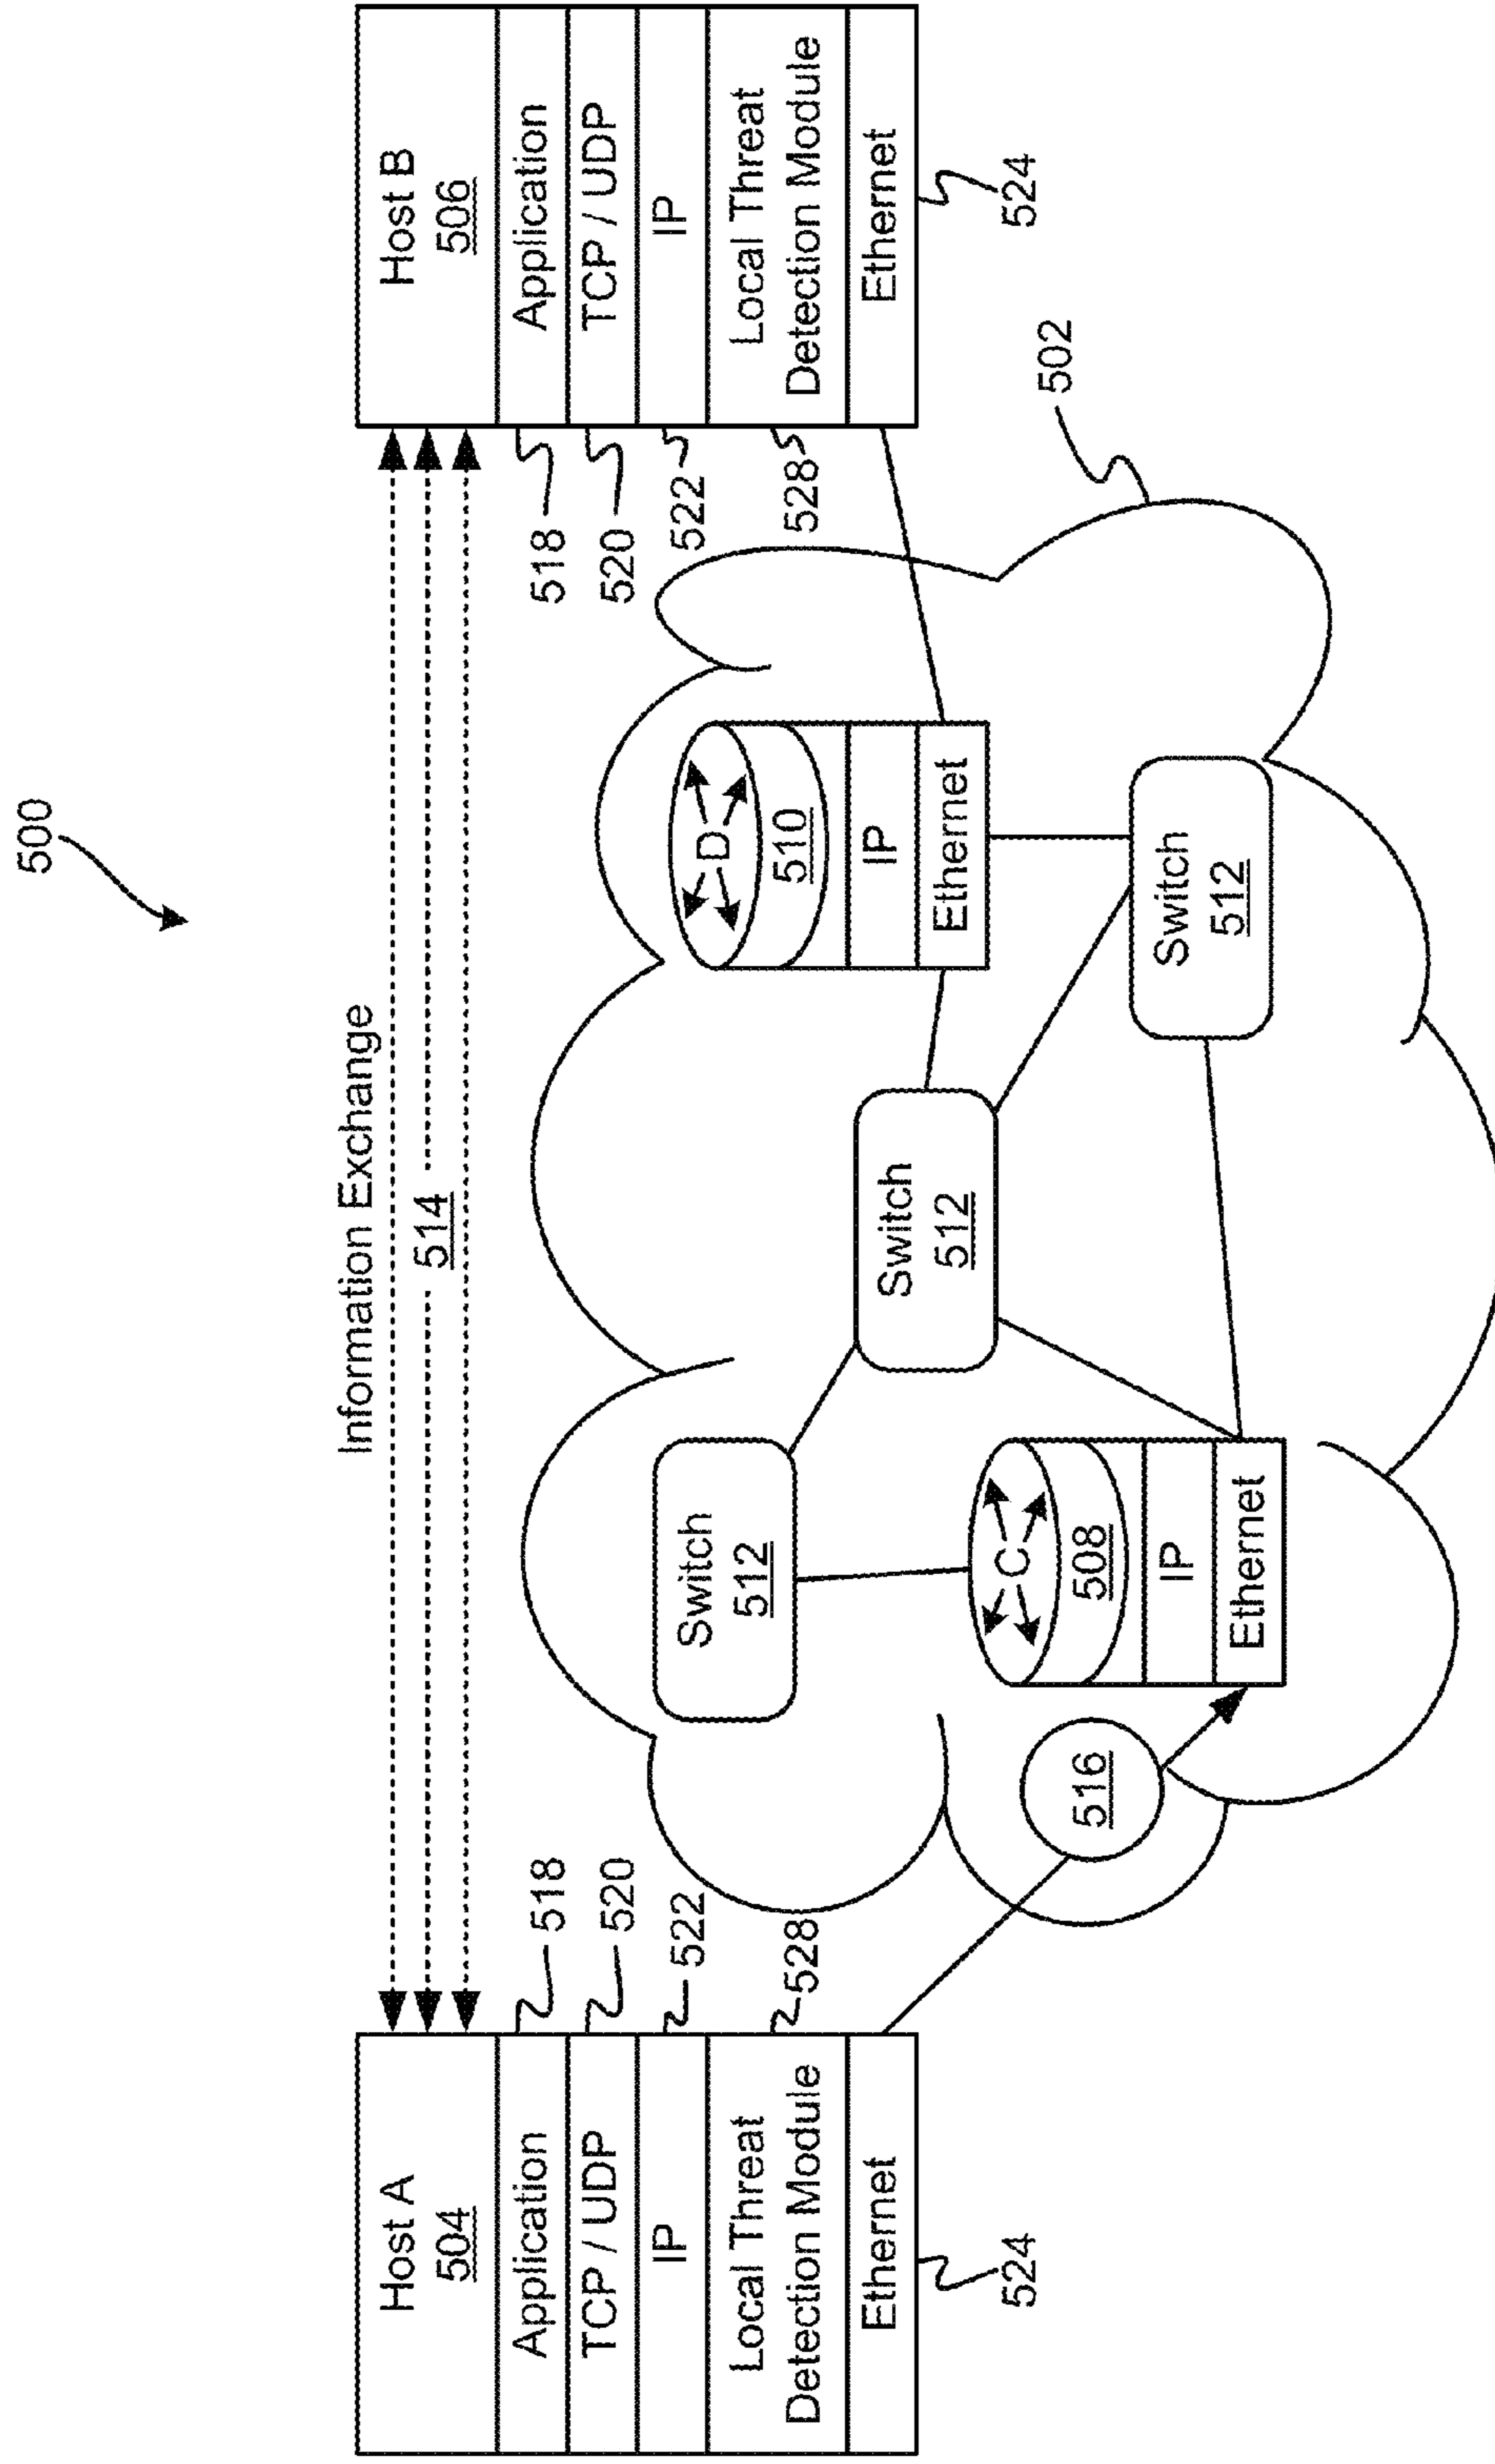 500
Information Exchange
514
Host A
504
Application
TCP / UDP
IP
Local Threat
Detection Module
Ethernet
518
520
522
528
524
Host B
506
Application
TCP / UDP
IP
Local Threat
Detection Module
Ethernet
518
520
522
528
524
502
Switch
512
Switch
512
Switch
512
D
510
IP
Ethernet
C
508
IP
Ethernet
516